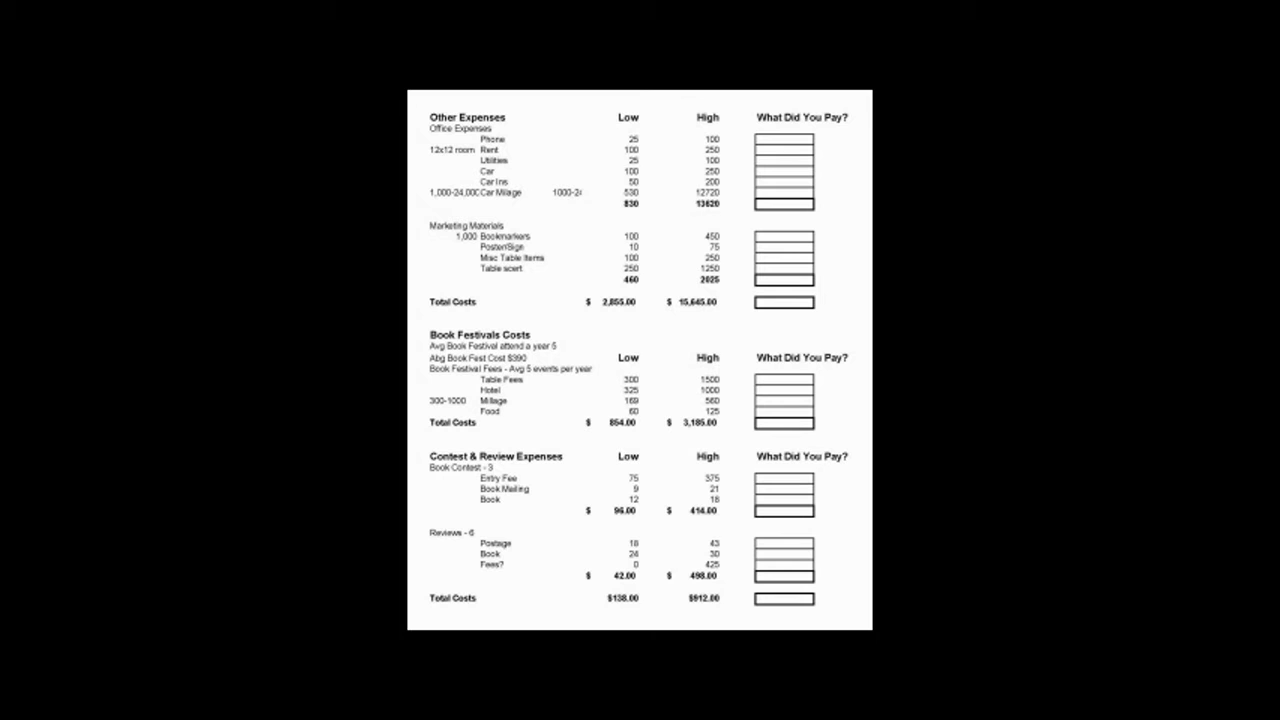 Other Expenses Low High What Did You Pay?
Office Expenses
Phone 25 100
12x12 room Rent 100 250
Utilities 25 100
Car 100 250
Car Ins 50 200
1,000-24,000 Car Milage 1000-24 530 12720
830 13620
Marketing Materials
1,000 Bookmarkers 100 450
Poster/Sign 10 75
Misc Table Items 100 250
Table scert 250 1250
460 2025
Total Costs $ 2,855.00 $ 15,645.00
Book Festivals Costs
Avg Book Festival attend a year 5
Abg Book Fest Cost $390 Low High What Did You Pay?
Book Festival Fees - Avg 5 events per year
Table Fees 300 1500
Hotel 325 1000
300-1000 Millage 169 560
Food 60 125
Total Costs $ 854.00 $ 3,185.00
Contest & Review Expenses Low High What Did You Pay?
Book Contest - 3
Entry Fee 75 375
Book Mailing 9 21
Book 12 18
$ 96.00 $ 414.00
Reviews - 6
Postage 18 43
Book 24 30
Fees? 0 425
$ 42.00 $ 498.00
Total Costs $138.00 $912.00